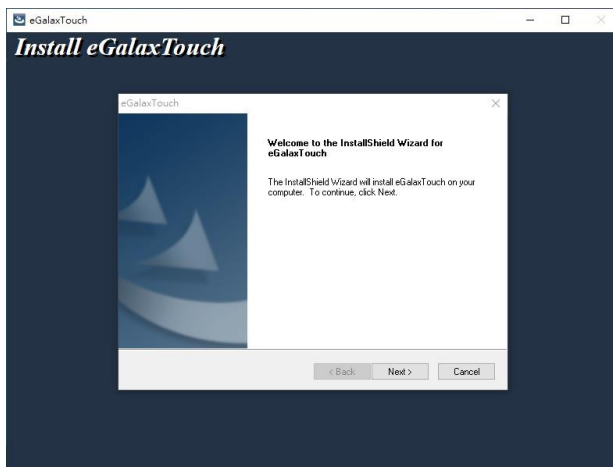 eGalaxTouch
Install eGalaxTouch
eGalaxTouch
Welcome to the InstallShield Wizard for
eGalaxTouch
The InstallShield Wizard will install eGalaxTouch on your
computer. To continue, click Next.
< Back Next > Cancel